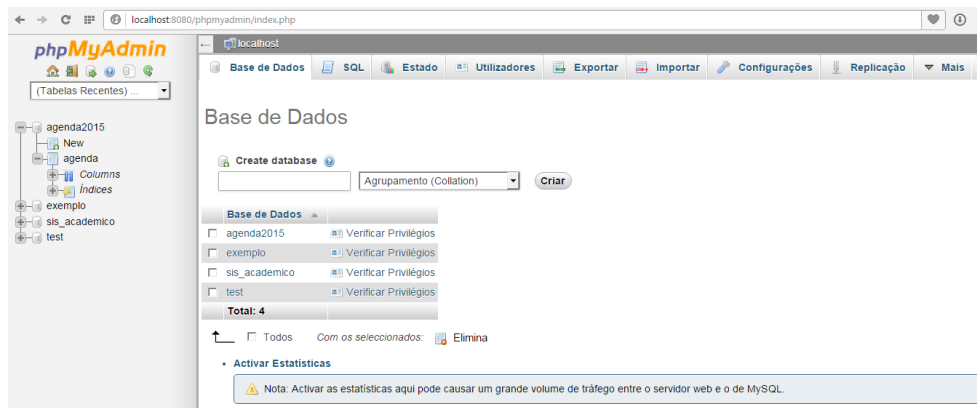 localhost:8080/phpmyadmin/index.php
phpMyAdmin
(Tabelas Recentes) ...
agenda2015
New
agenda
Columns
Índices
exemplo
sis_academico
test
localhost
Base de Dados SQL Estado Utilizadores Exportar Importar Configurações Replicação Mais
Base de Dados
Create database
Agrupamento (Collation) Criar
Base de Dados
agenda2015 Verificar Privilégios
exemplo Verificar Privilégios
sis_academico Verificar Privilégios
test Verificar Privilégios
Total: 4
Todos Com os seleccionados: Elimina
Activar Estatísticas
Nota: Activar as estatísticas aqui pode causar um grande volume de tráfego entre o servidor web e o de MySQL.